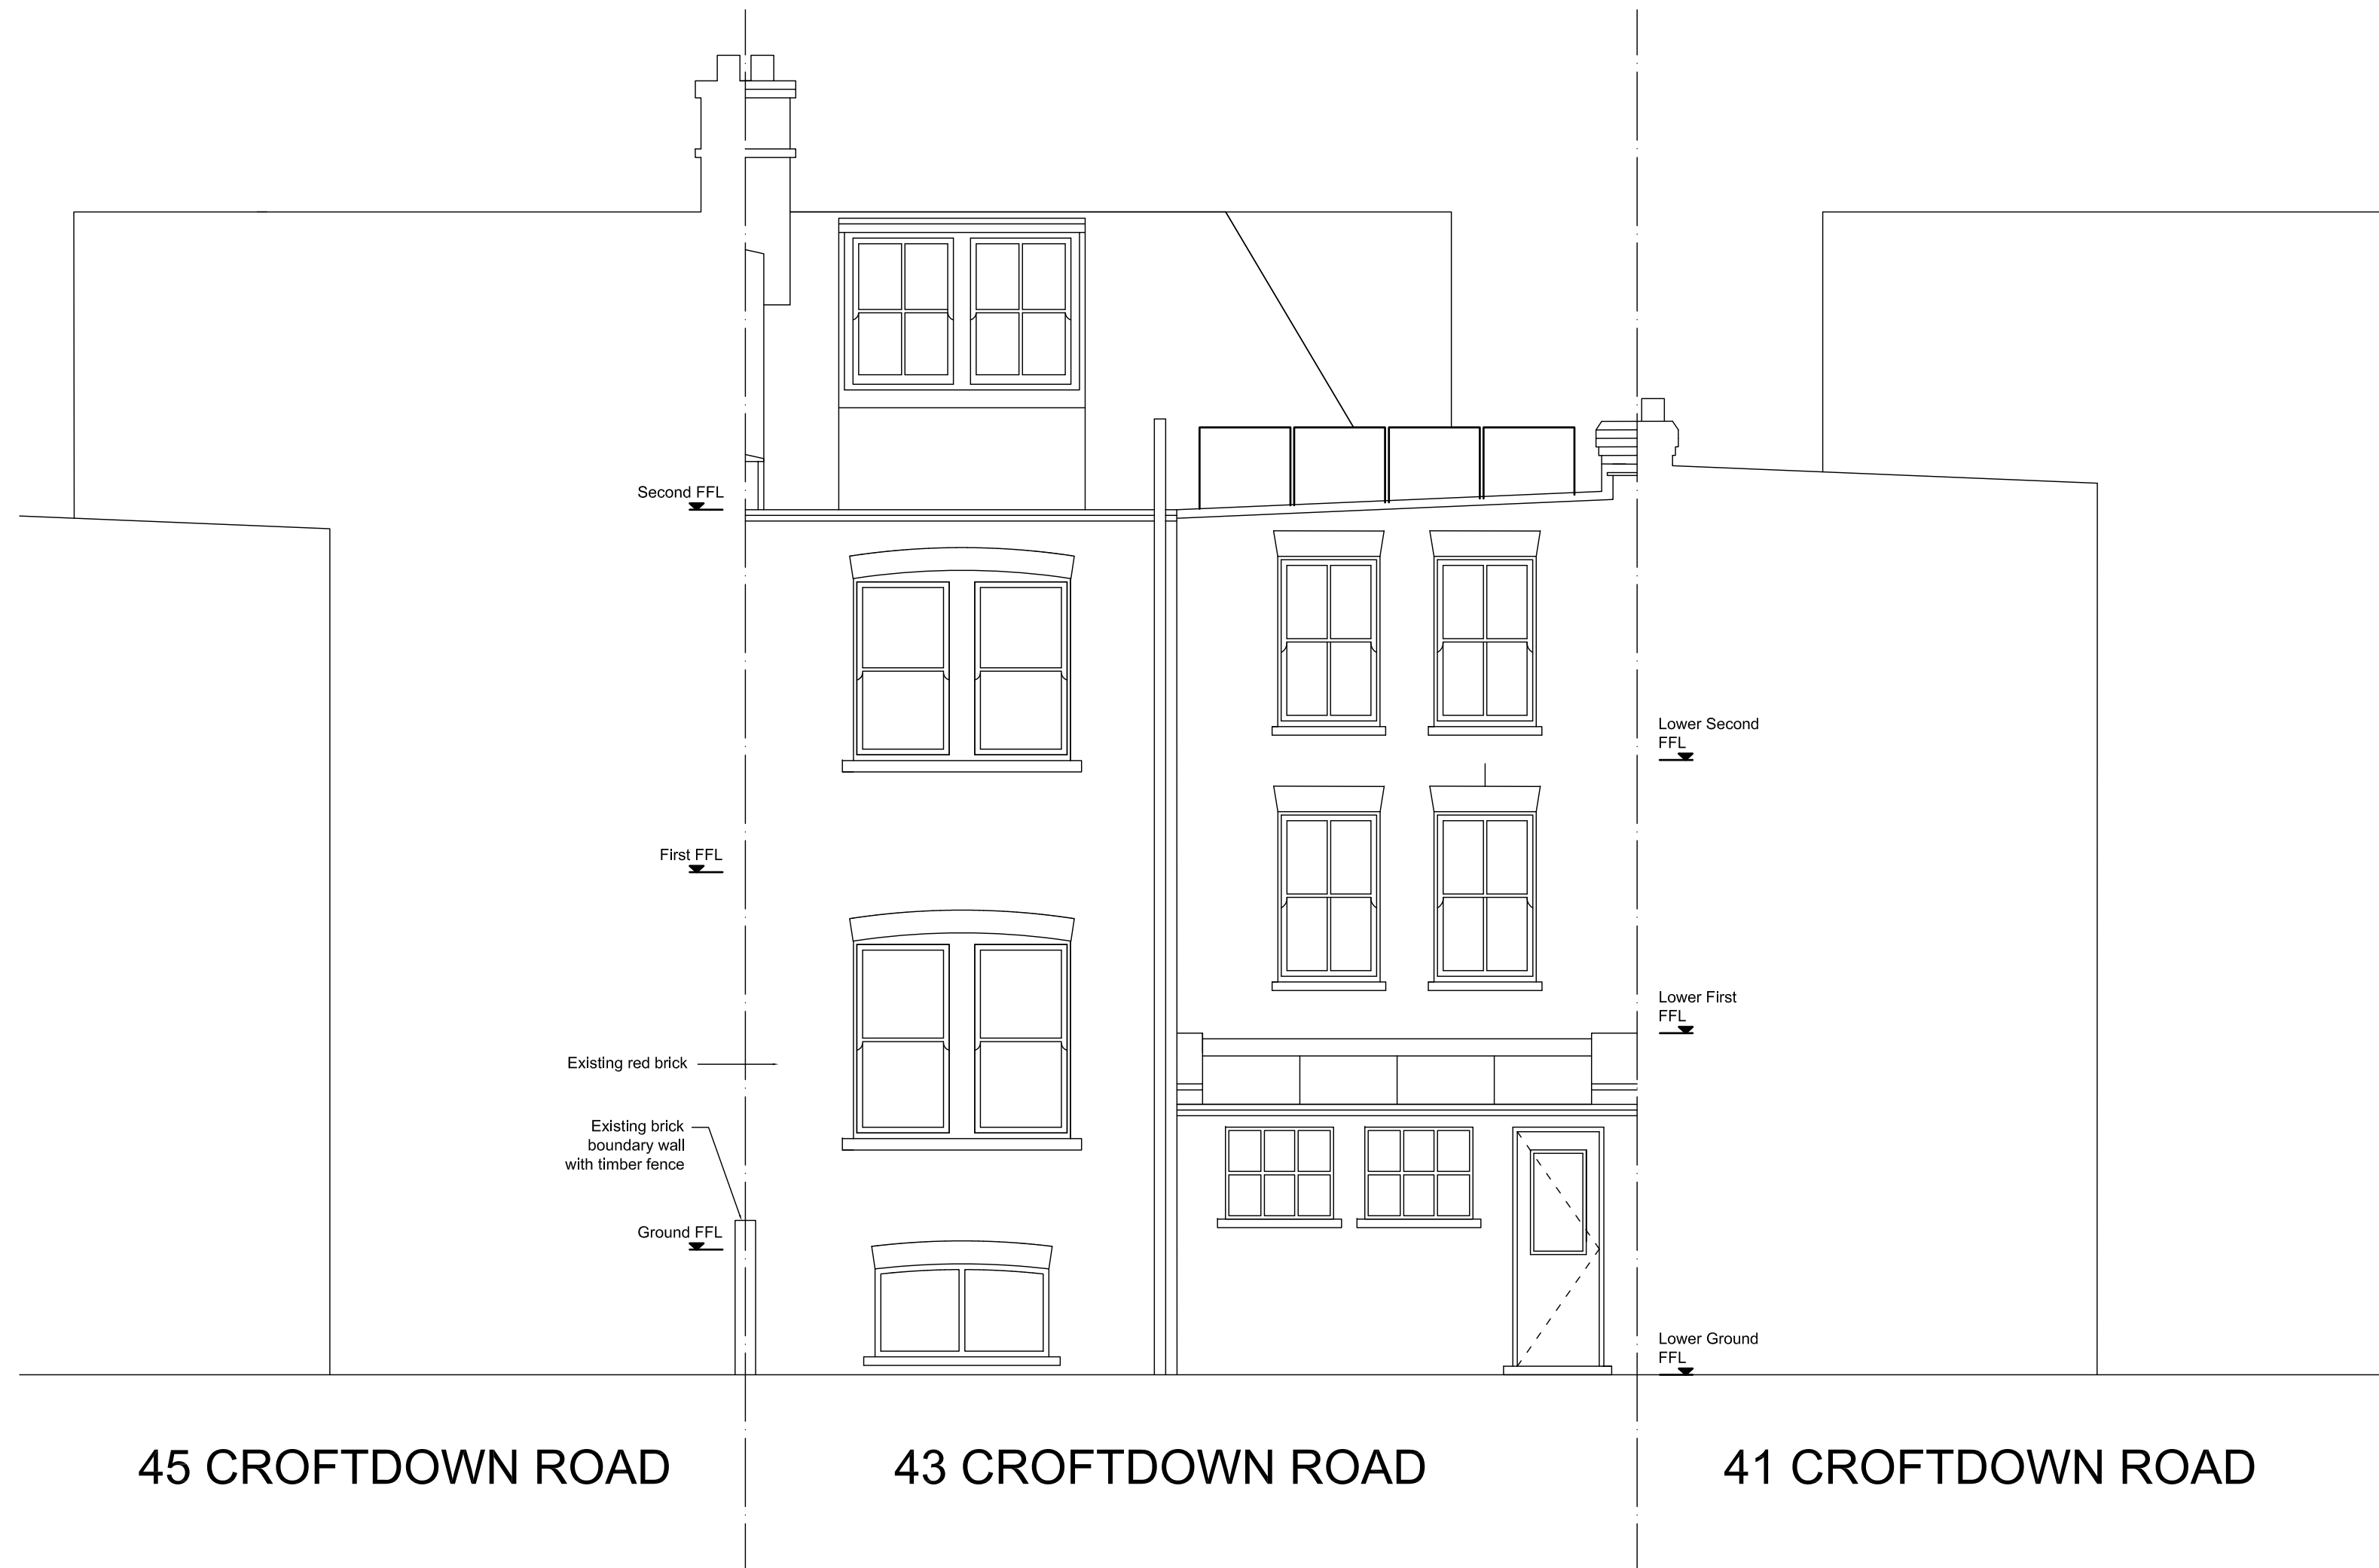 Second FFL
Lower Second
FFL
First FFL
Lower First
FFL
Existing red brick
Existing brick
boundary wall
with timber fence
Ground FFL
Lower Ground
FFL
45 CROFTDOWN ROAD
43 CROFTDOWN ROAD
41 CROFTDOWN ROAD